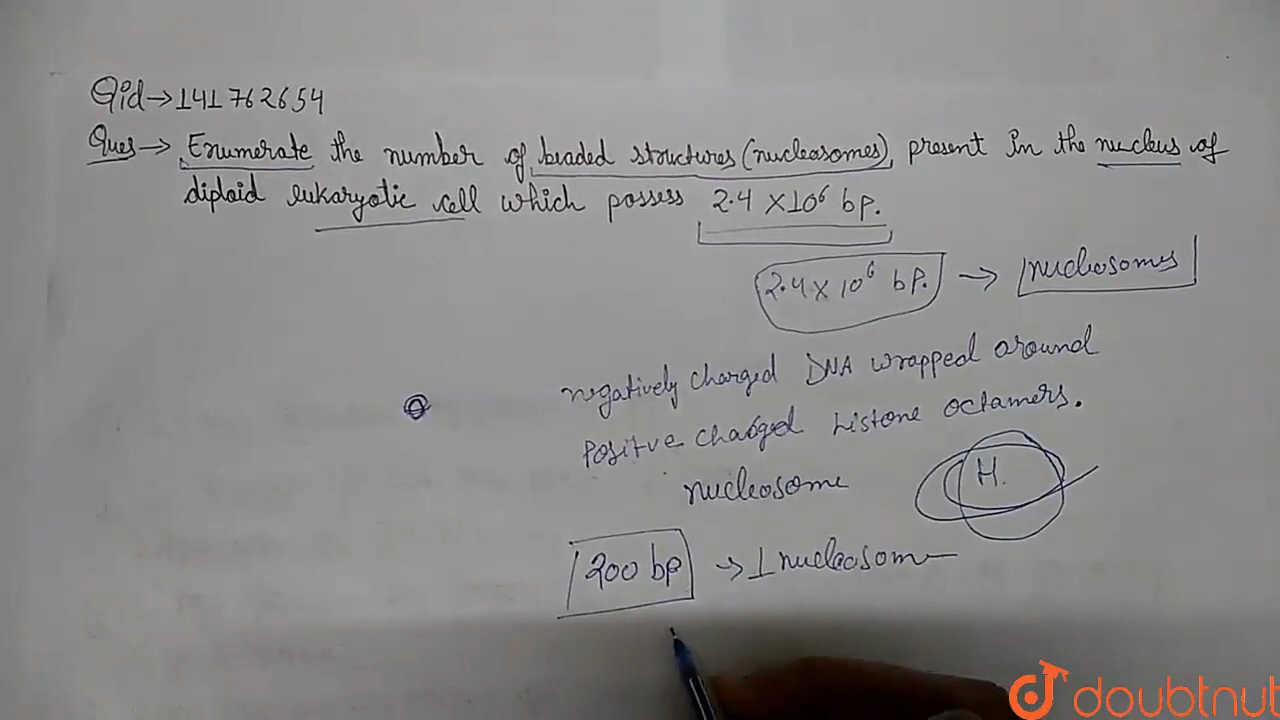 Qid→141762654
Ques→ Enumerate the number of beaded structures (nucleosomes), present in the nucleus of
diploid eukaryotic cell which possess 2.4 ×10⁶ bp.
2.4 × 10⁶ bp. → nucleosomes
negatively charged DNA wrapped around
Positive charged histone octamers.
nucleosome
H.
200 bp → 1 nucleosome
doubtnut